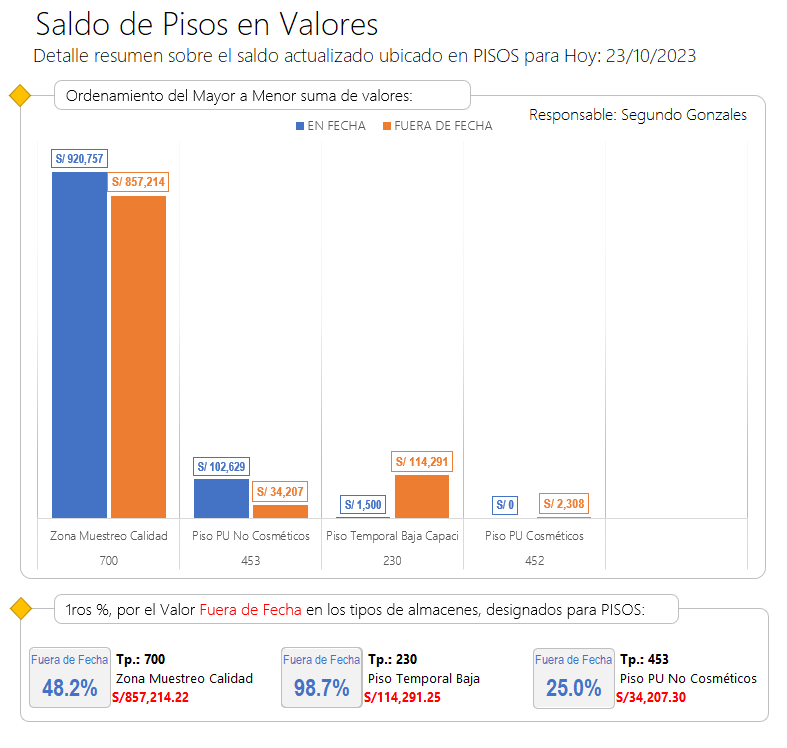 Saldo de Pisos en Valores
Detalle resumen sobre el saldo actualizado ubicado en PISOS para Hoy: 23/10/2023
Ordenamiento del Mayor a Menor suma de valores:
Responsable: Segundo Gonzales
EN FECHA FUERA DE FECHA
S/ 920,757
S/ 857,214
S/ 102,629
S/ 34,207
S/ 1,500
S/ 114,291
S/ 0
S/ 2,308
Zona Muestreo Calidad Piso PU No Cosméticos Piso Temporal Baja Capaci Piso PU Cosméticos
700 453 230 452
1ros %, por el Valor Fuera de Fecha en los tipos de almacenes, designados para PISOS:
Fuera de Fecha
48.2%
Tp.: 700
Zona Muestreo Calidad
S/857,214.22
Fuera de Fecha
98.7%
Tp.: 230
Piso Temporal Baja
S/114,291.25
Fuera de Fecha
25.0%
Tp.: 453
Piso PU No Cosméticos
S/34,207.30